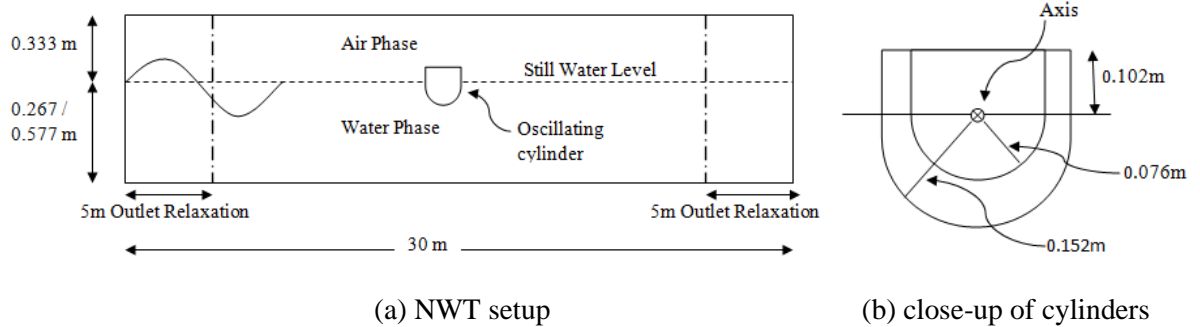 0.333 m
Air Phase
Still Water Level
0.267 /
0.577 m
Water Phase
Oscillating
cylinder
5m Outlet Relaxation
5m Outlet Relaxation
30 m
(a) NWT setup
Axis
0.102m
0.076m
0.152m
(b) close-up of cylinders